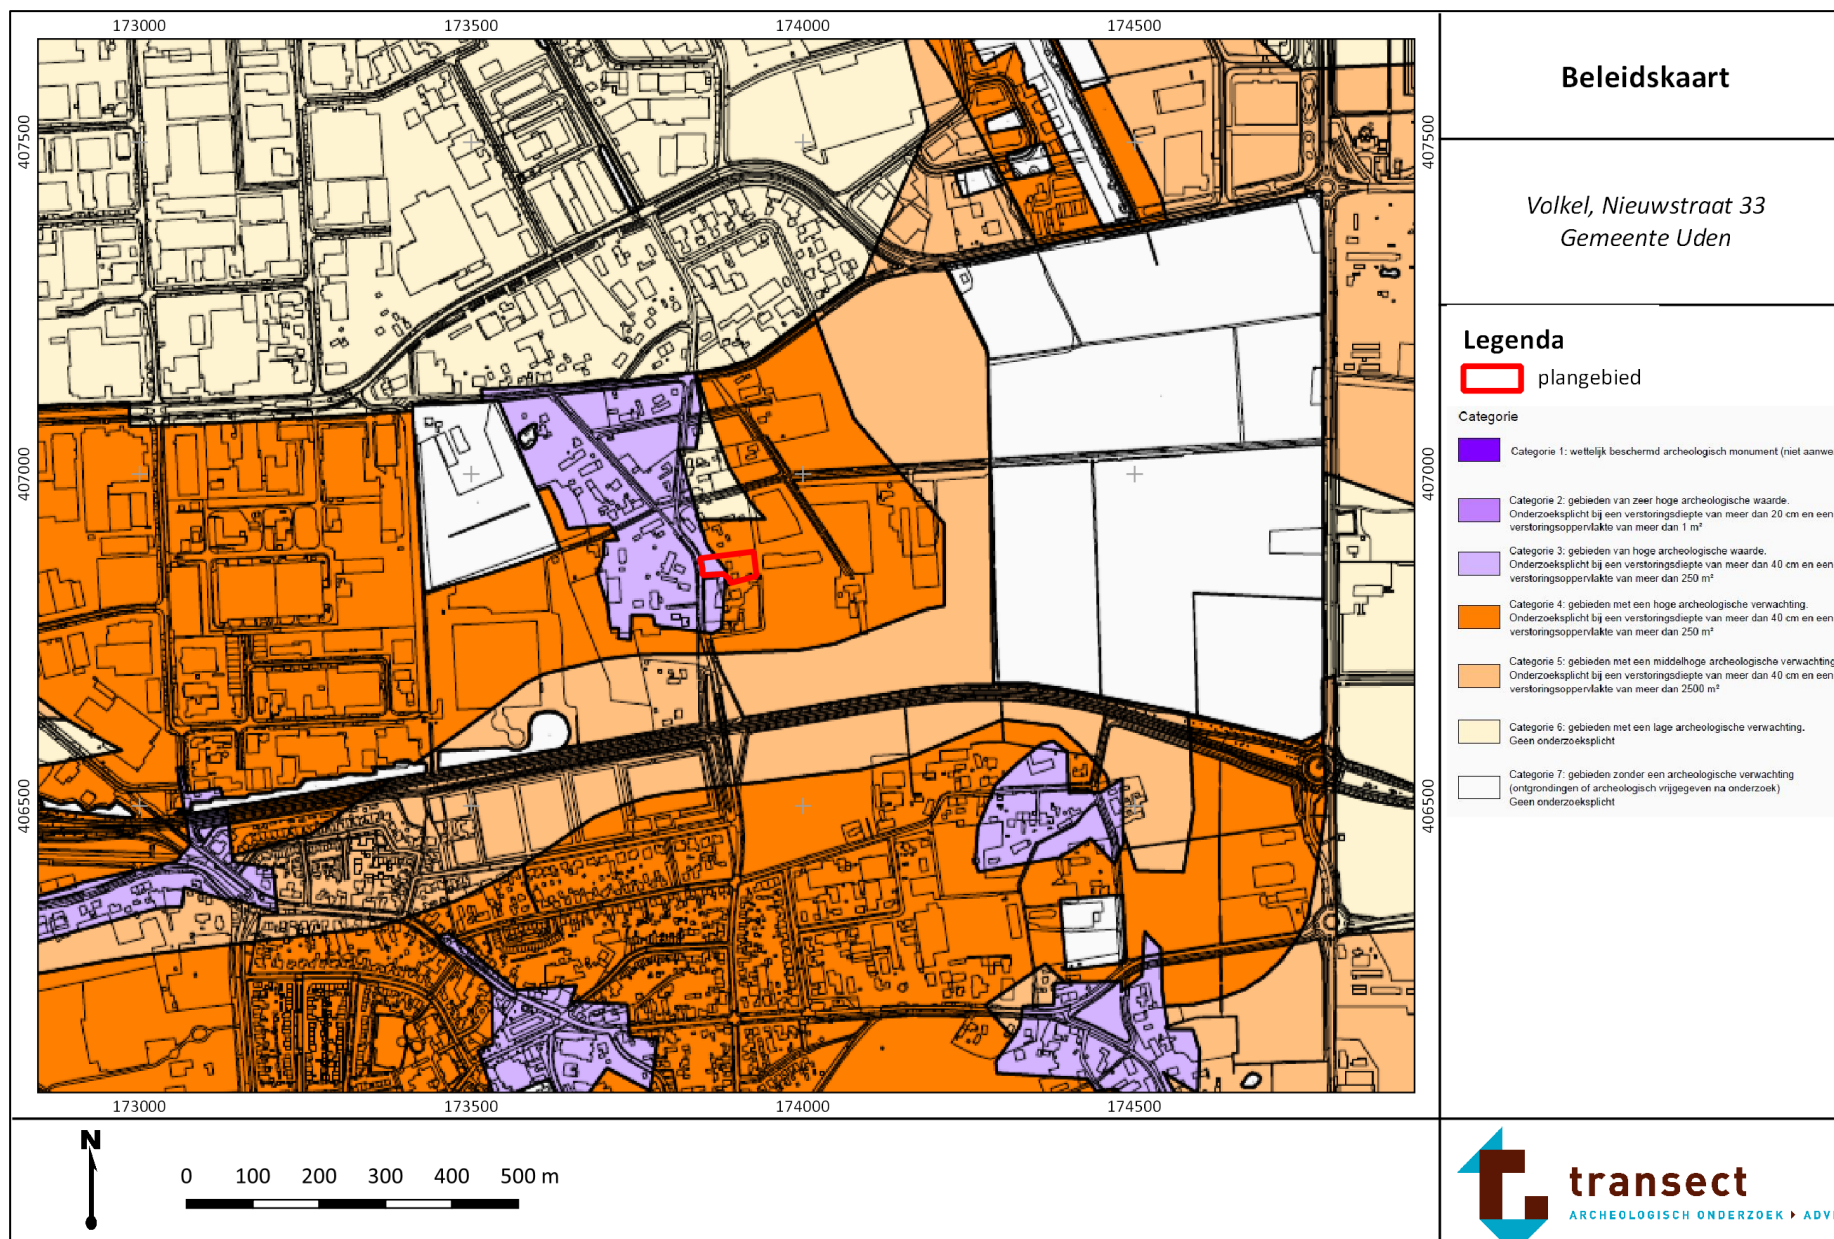 173000 173500 174000 174500
407500
407000
406500
407500
407000
406500
173000 173500 174000 174500
N
0 100 200 300 400 500 m
Beleidskaart
Volkel, Nieuwstraat 33
Gemeente Uden
Legenda
plangebied
Categorie
Categorie 1: wettelijk beschermd archeologisch monument (niet aanwe
Categorie 2: gebieden van zeer hoge archeologische waarde.
Onderzoeksplicht bij een verstoringsdiepte van meer dan 20 cm en een
verstoringsoppervlakte van meer dan 1 m²
Categorie 3: gebieden van hoge archeologische waarde.
Onderzoeksplicht bij een verstoringsdiepte van meer dan 40 cm en een
verstoringsoppervlakte van meer dan 250 m²
Categorie 4: gebieden met een hoge archeologische verwachting.
Onderzoeksplicht bij een verstoringsdiepte van meer dan 40 cm en een
verstoringsoppervlakte van meer dan 250 m²
Categorie 5: gebieden met een middelhoge archeologische verwachting
Onderzoeksplicht bij een verstoringsdiepte van meer dan 40 cm en een
verstoringsoppervlakte van meer dan 2500 m²
Categorie 6: gebieden met een lage archeologische verwachting.
Geen onderzoeksplicht
Categorie 7: gebieden zonder een archeologische verwachting
(ontgrondingen of archeologisch vrijgegeven na onderzoek)
Geen onderzoeksplicht
transect
ARCHEOLOGISCH ONDERZOEK ADV